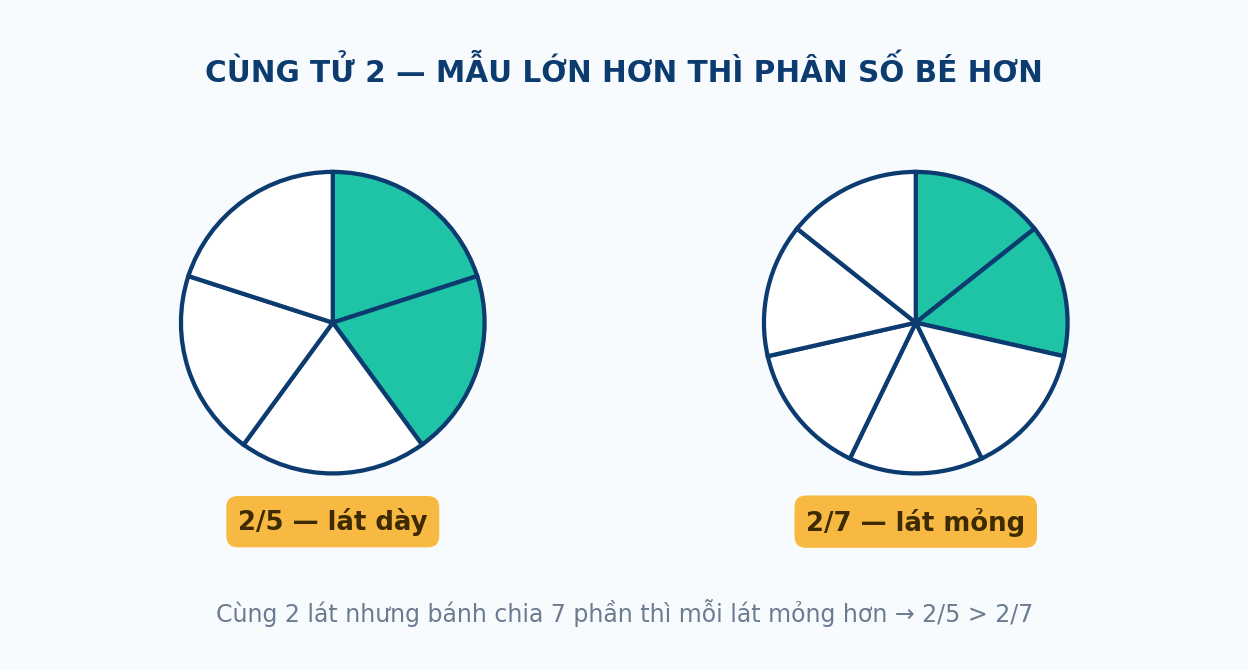 CÙNG TỬ 2 — MẪU LỚN HƠN THÌ PHÂN SỐ BÉ HƠN
2/5 — lát dày
2/7 — lát mỏng
Cùng 2 lát nhưng bánh chia 7 phần thì mỗi lát mỏng hơn → 2/5 > 2/7